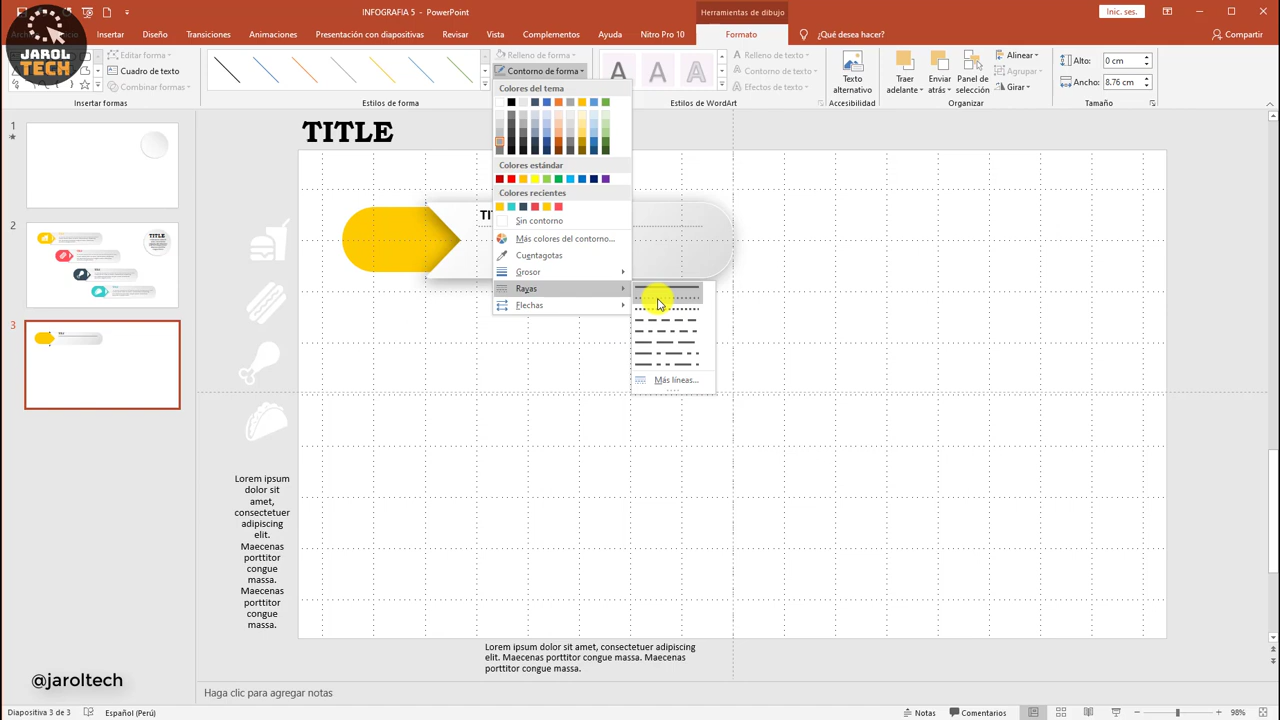 INFOGRAFIA 5 - PowerPoint
Herramientas de dibujo
Inic. ses.
Insertar
Diseño
Transiciones
Animaciones
Presentación con diapositivas
Revisar
Vista
Complementos
Ayuda
Nitro Pro 10
Formato
¿Qué desea hacer?
Compartir
JAROL
TECH
Editar forma
Cuadro de texto
Combinar formas
Insertar formas
Estilos de forma
Relleno de forma
Contorno de forma
Estilos de WordArt
Relleno de texto
Contorno de texto
Efectos de texto
Texto
alternativo
Accesibilidad
Traer
adelante
Enviar
atrás
Panel de
selección
Alinear
Agrupar
Girar
Organizar
Alto: 0 cm
Ancho: 8.76 cm
Tamaño
Colores del tema
Colores estándar
Colores recientes
Sin contorno
Más colores del contorno...
Cuentagotas
Grosor
Rayas
Flechas
Más líneas...
1
2
3
TITLE
TITLE
Lorem ipsum
dolor sit
amet,
consectetuer
adipiscing
elit.
Maecenas
porttitor
congue
massa.
Maecenas
porttitor
congue
massa.
Lorem ipsum dolor sit amet, consectetuer adipiscing
elit. Maecenas porttitor congue massa. Maecenas
porttitor congue massa.
@jaroltech
Haga clic para agregar notas
Diapositiva 3 de 3
Español (Perú)
Notas
Comentarios
98%